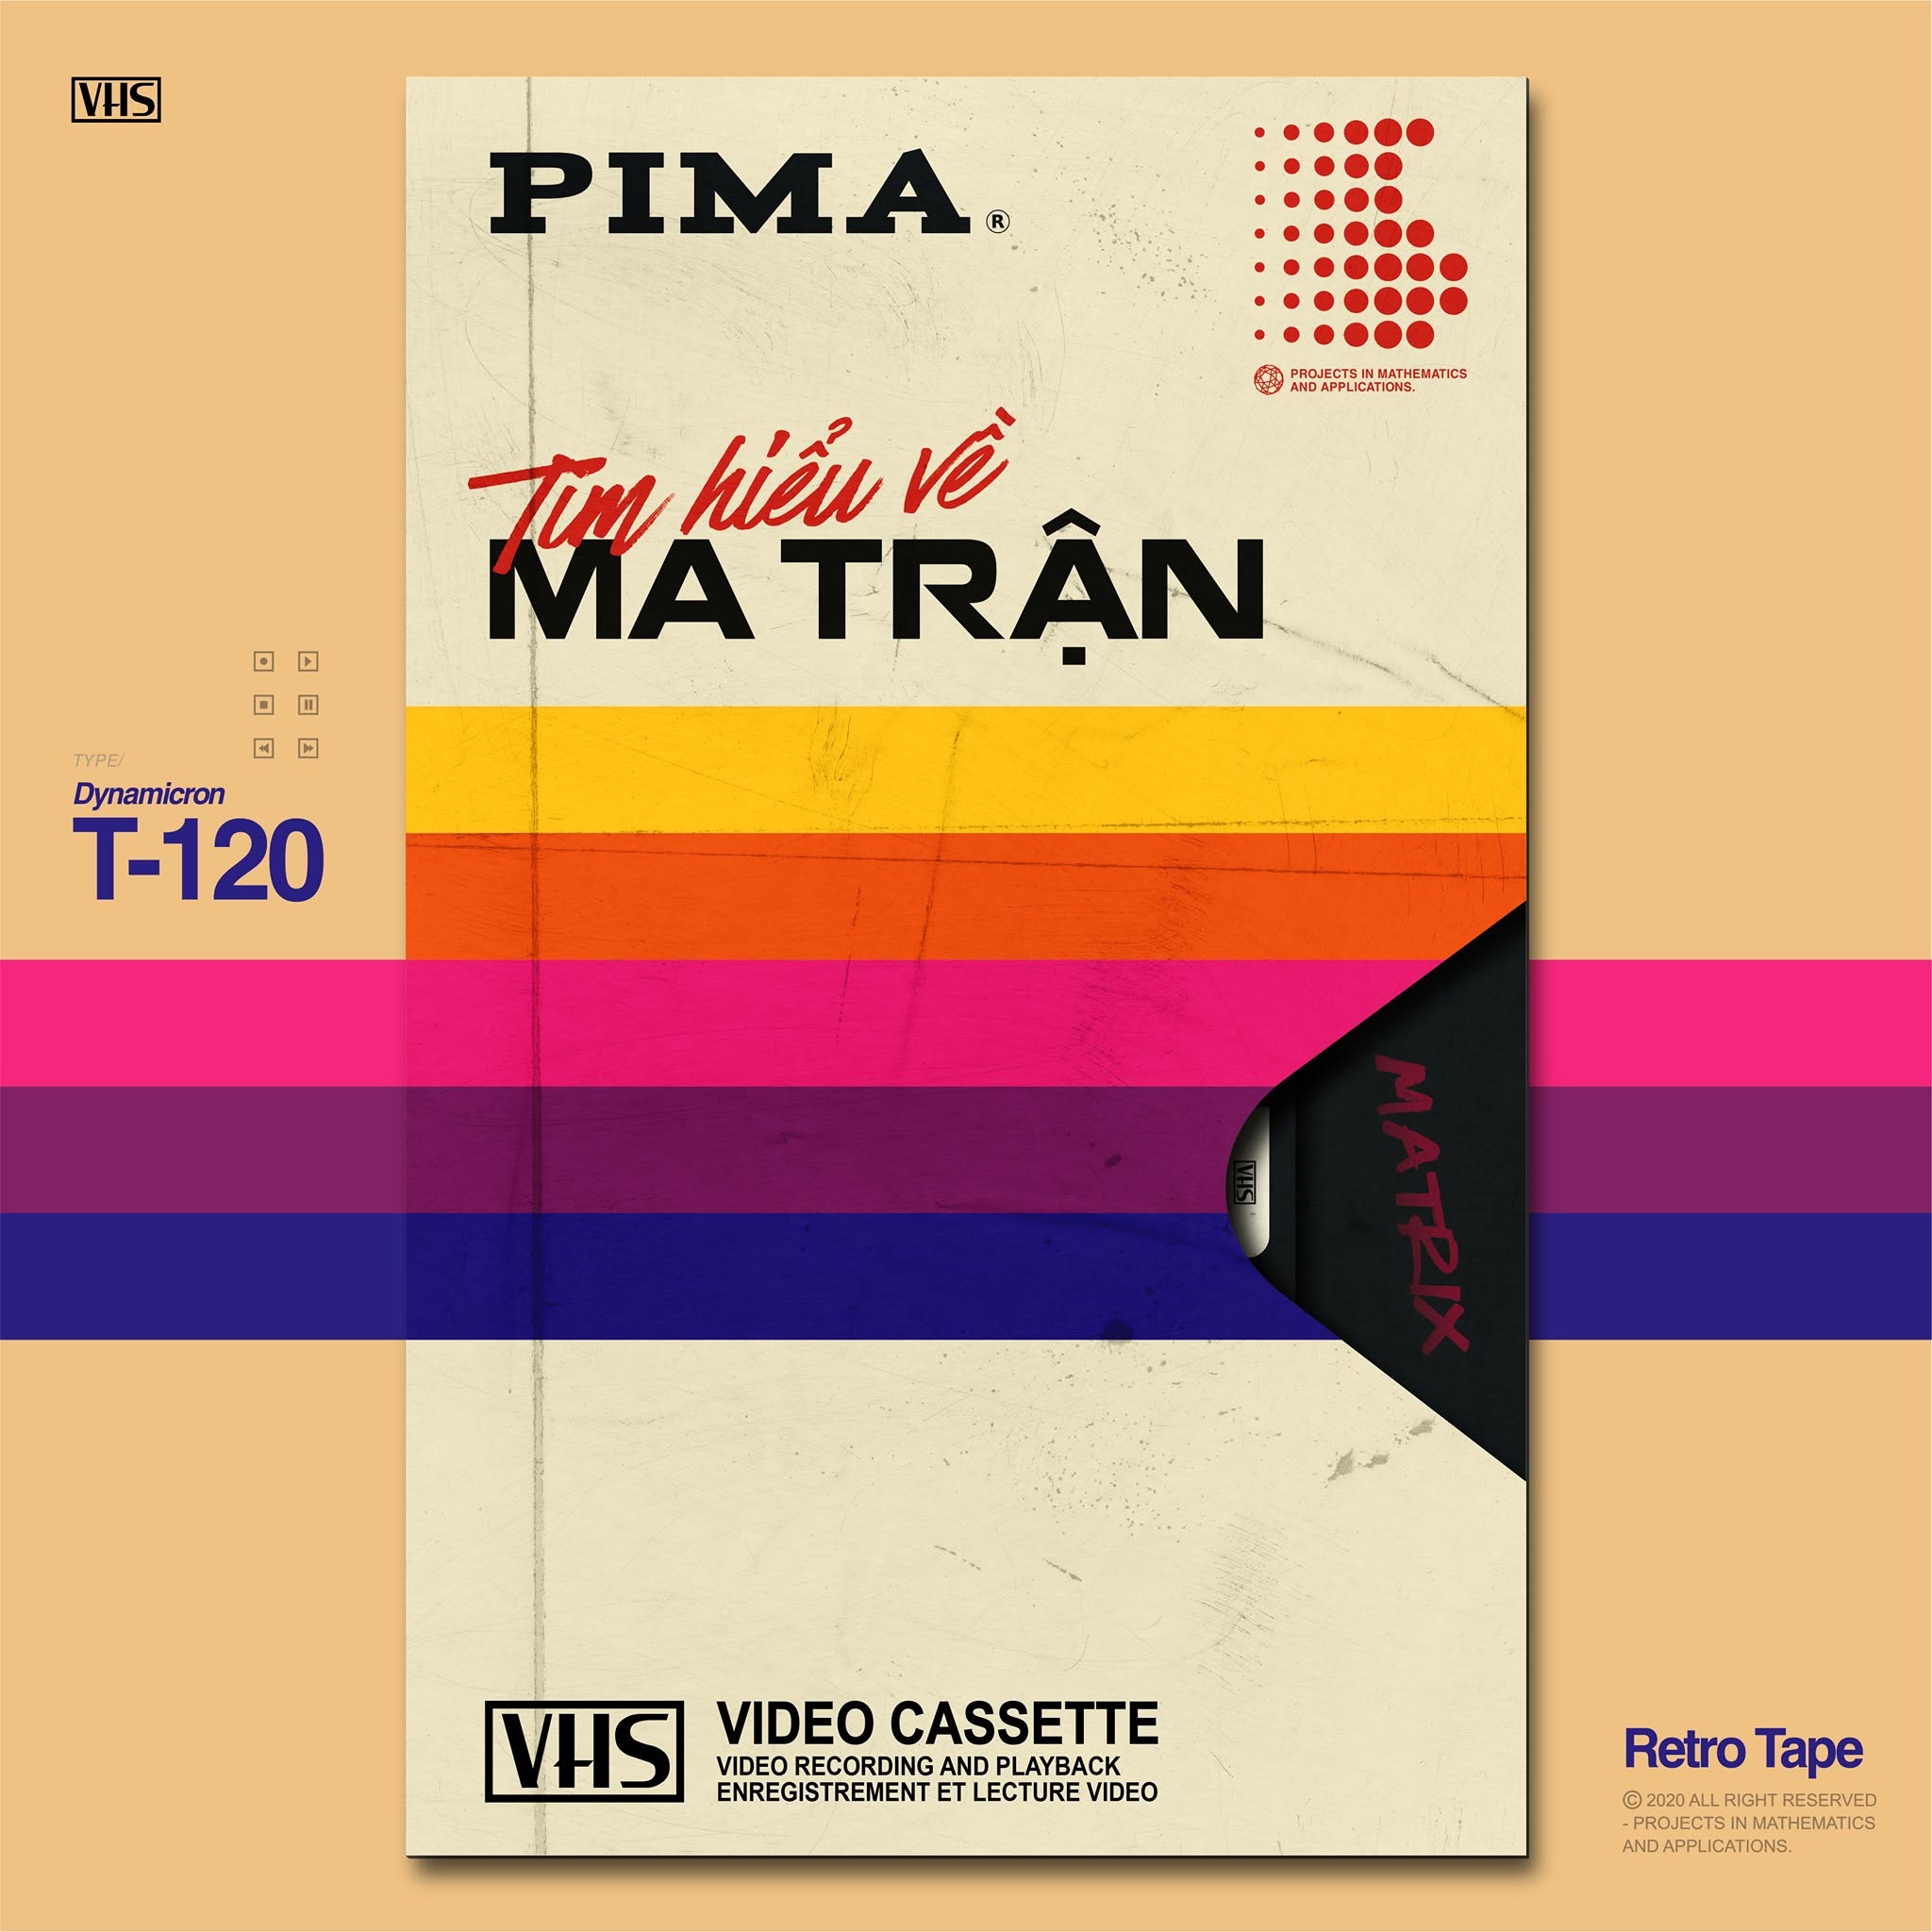 VHS
PIMA®
PROJECTS IN MATHEMATICS
AND APPLICATIONS.
Tìm hiểu về
MA TRẬN
TYPE/
Dynamicron
T-120
MATRIX
VHS
VHS
VIDEO CASSETTE
VIDEO RECORDING AND PLAYBACK
ENREGISTREMENT ET LECTURE VIDEO
Retro Tape
© 2020 ALL RIGHT RESERVED
- PROJECTS IN MATHEMATICS
AND APPLICATIONS.